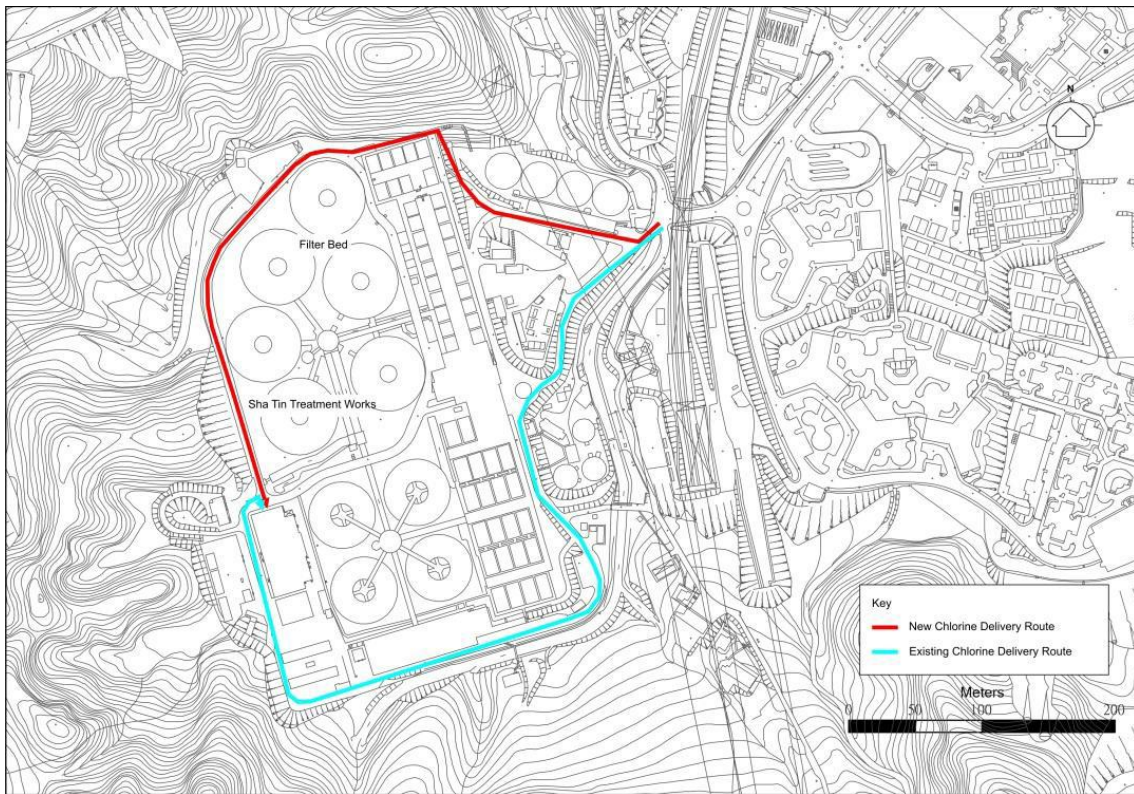 N
Filter Bed
Sha Tin Treatment Works
Key
New Chlorine Delivery Route
Existing Chlorine Delivery Route
Meters
0 50 100 200